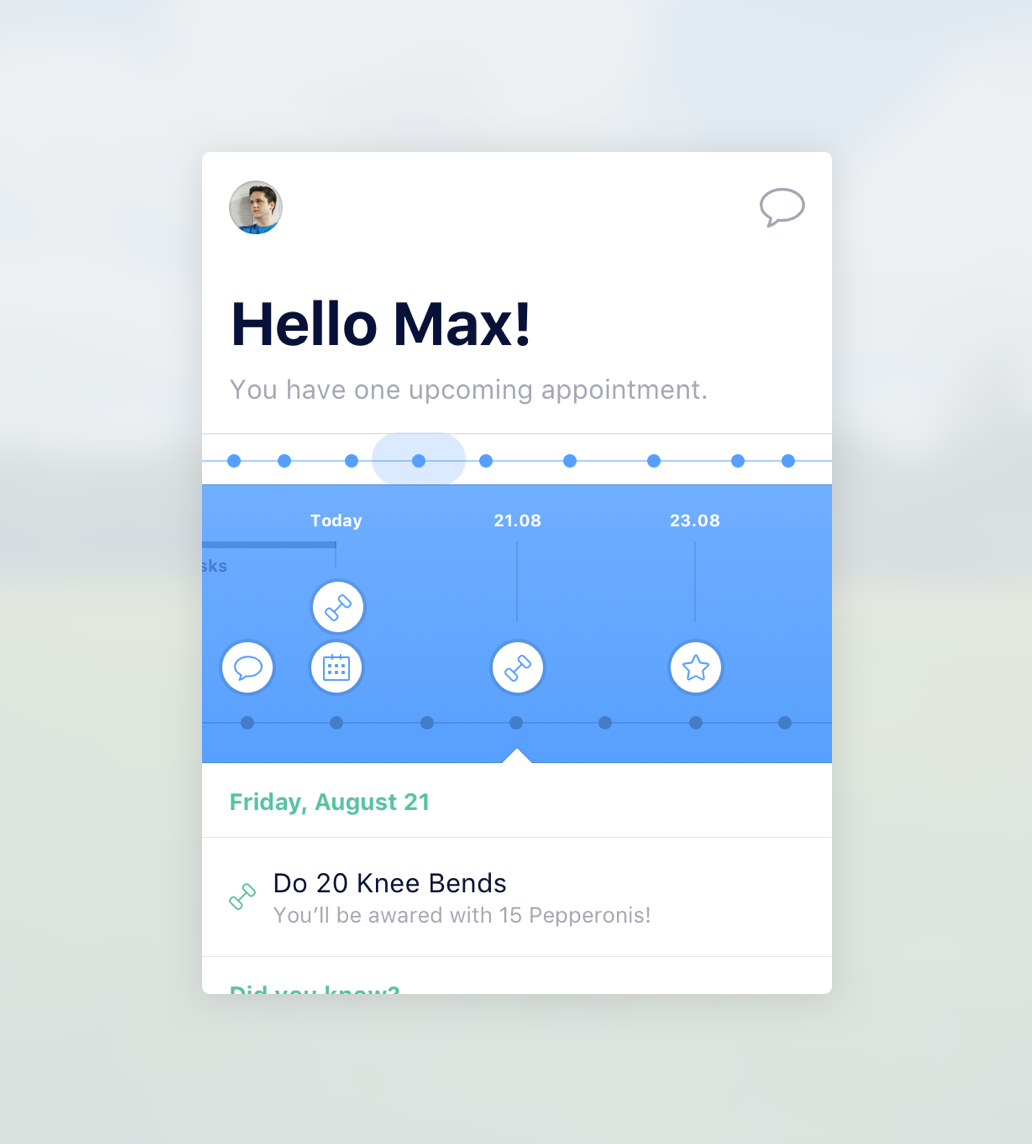 Hello Max!
You have one upcoming appointment.
Today
21.08
23.08
sks
Friday, August 21
Do 20 Knee Bends
You’ll be awared with 15 Pepperonis!
Did you know?